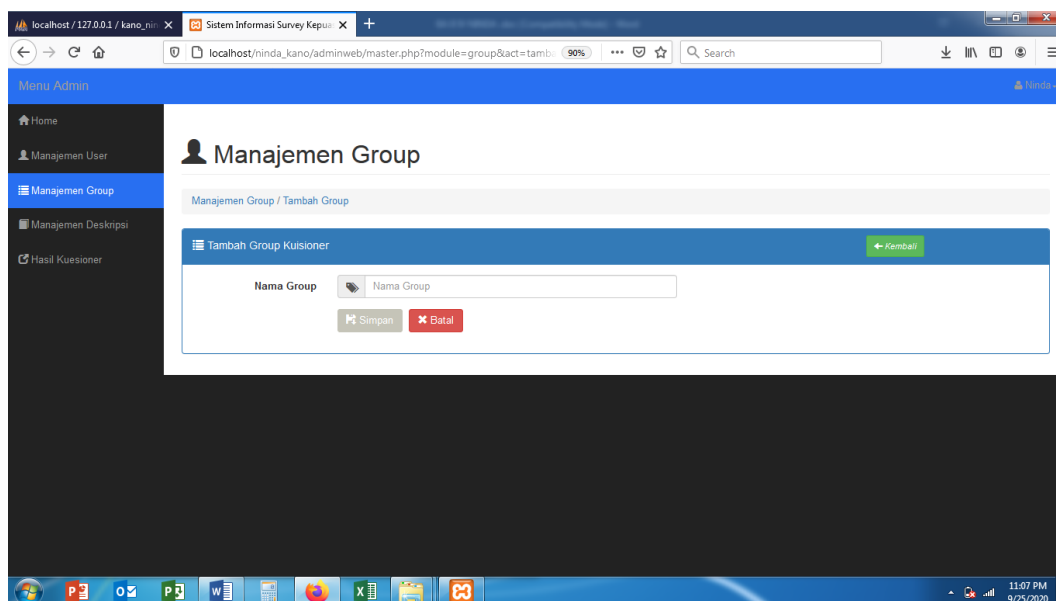 localhost / 127.0.0.1 / kano_nin
Sistem Informasi Survey Kepua
localhost/ninda_kano/adminweb/master.php?module=group&act=tamb
90%
Search
Menu Admin
Ninda
Home
Manajemen User
Manajemen Group
Manajemen Deskripsi
Hasil Kuesioner
Manajemen Group
Manajemen Group / Tambah Group
Tambah Group Kuisioner
Kembali
Nama Group
Nama Group
Simpan
Batal
11:07 PM
9/25/2020